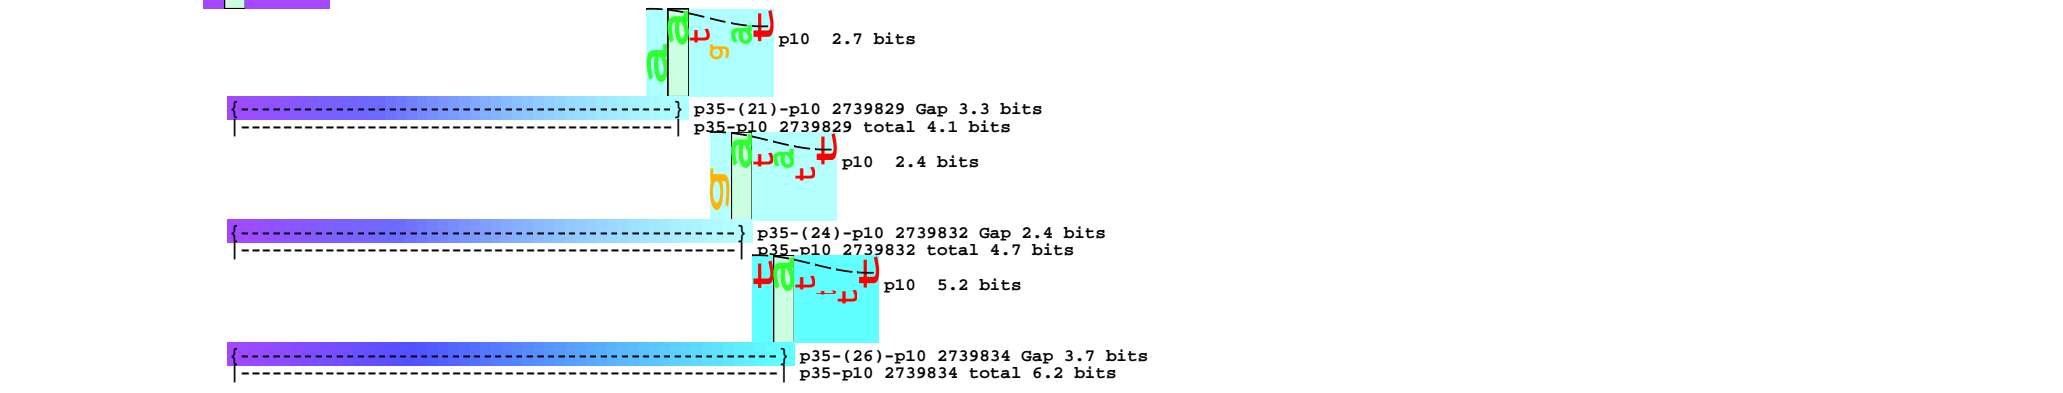 a a t g a t
p10 2.7 bits
{-----------------------------------------} p35-(21)-p10 2739829 Gap 3.3 bits
|-----------------------------------------| p35-p10 2739829 total 4.1 bits
g a t a t t
p10 2.4 bits
{-----------------------------------------------} p35-(24)-p10 2739832 Gap 2.4 bits
|-----------------------------------------------| p35-p10 2739832 total 4.7 bits
t a t t t
p10 5.2 bits
{---------------------------------------------------} p35-(26)-p10 2739834 Gap 3.7 bits
|---------------------------------------------------| p35-p10 2739834 total 6.2 bits